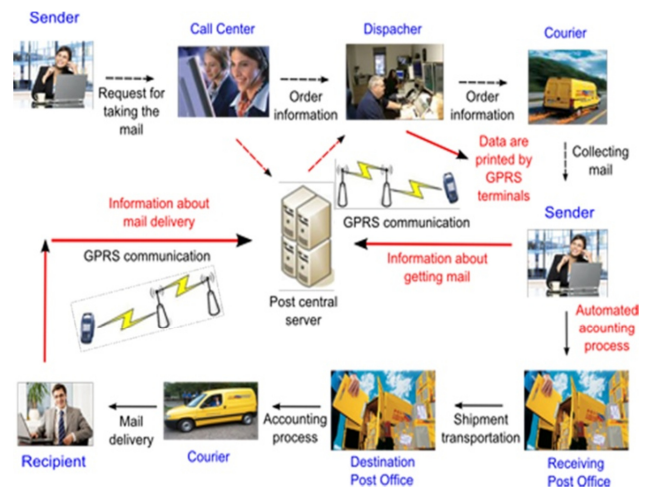 Sender
Call Center
Dispacher
Courier
Request for
taking the
mail
Order
information
Order
information
Data are
printed by
GPRS
terminals
Collecting
mail
Information about
mail delivery
GPRS communication
GPRS communication
Sender
Information about
getting mail
Post central
server
Automated
acounting
process
Recipient
Mail
delivery
Courier
Accounting
process
Destination
Post Office
Shipment
transportation
Receiving
Post Office